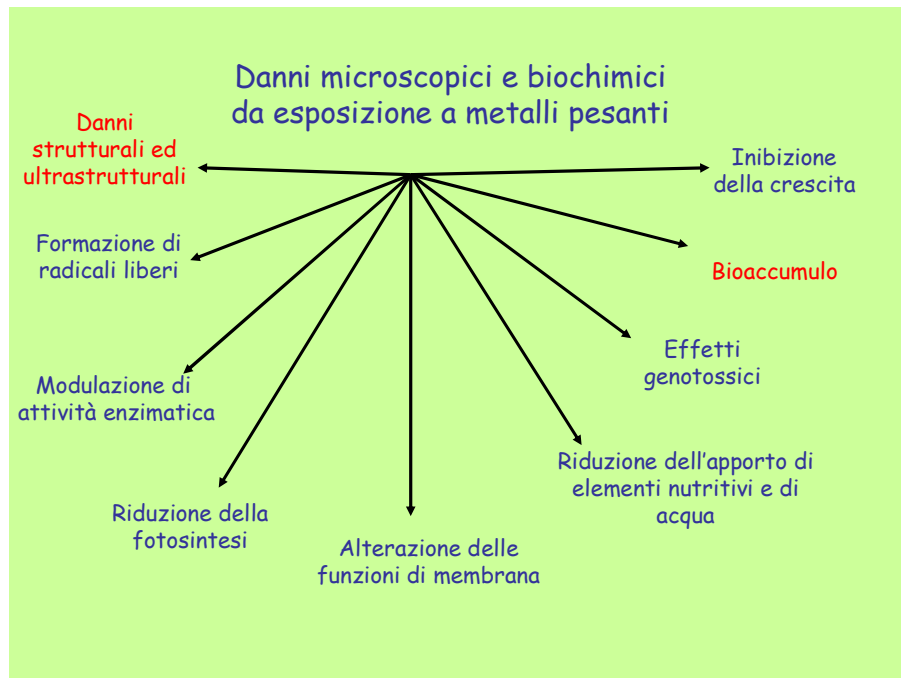 Danni microscopici e biochimici
da esposizione a metalli pesanti
Danni
strutturali ed
ultrastrutturali
Formazione di
radicali liberi
Modulazione di
attività enzimatica
Riduzione della
fotosintesi
Alterazione delle
funzioni di membrana
Riduzione dell'apporto di
elementi nutritivi e di
acqua
Effetti
genotossici
Bioaccumulo
Inibizione
della crescita